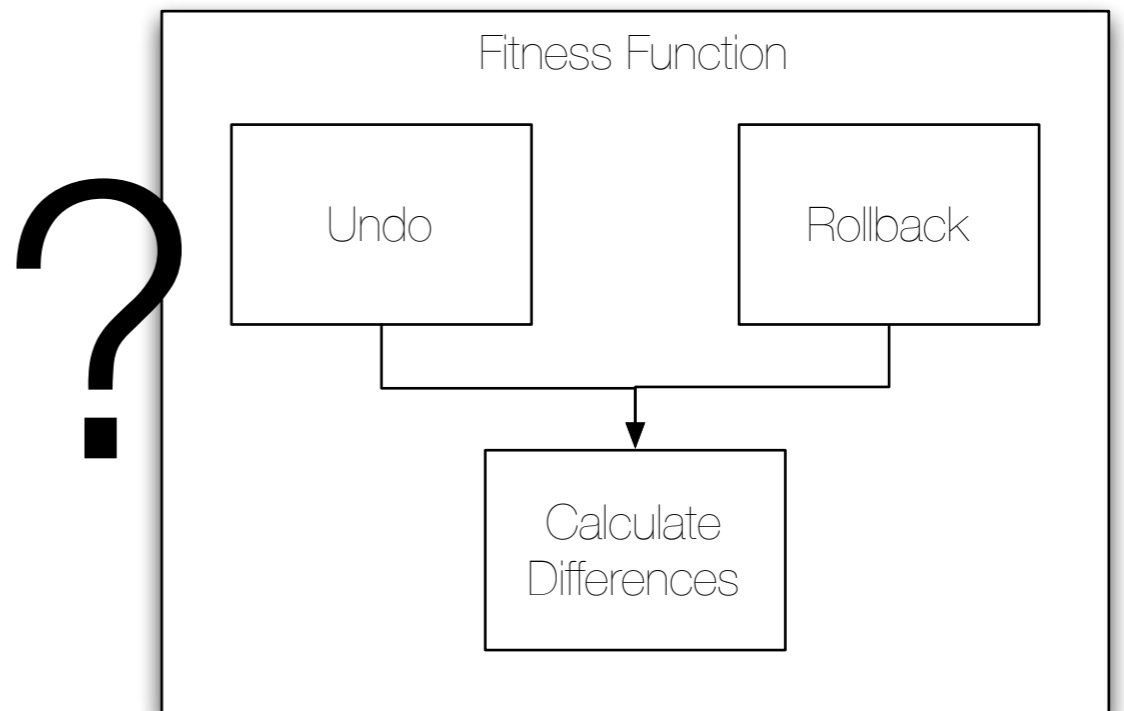 Fitness Function
?
Undo
Rollback
Calculate
Differences